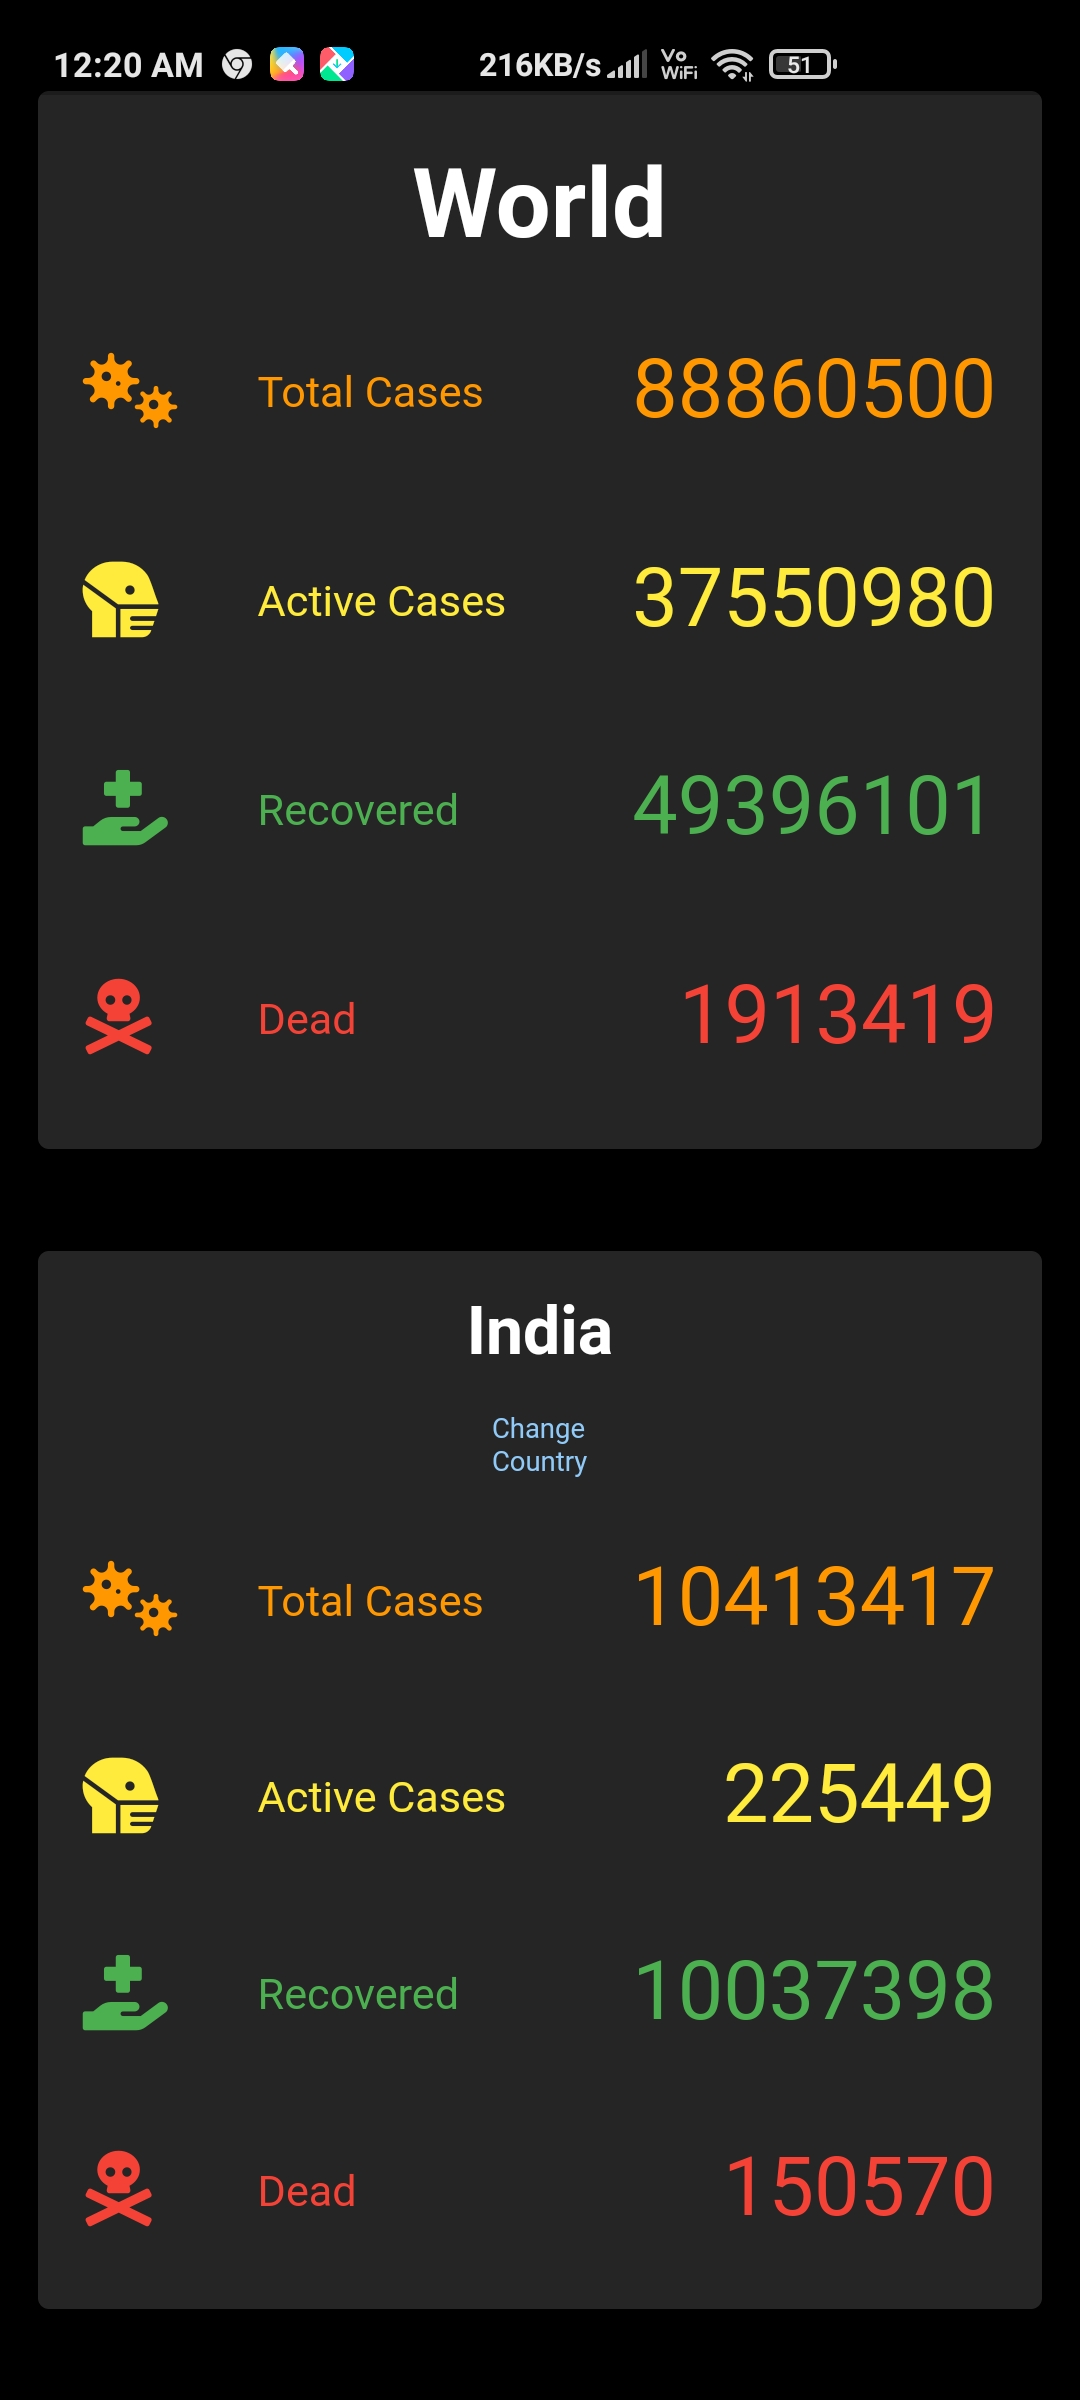 12:20 AM 216KB/s Vo WiFi 51
World
Total Cases 88860500
Active Cases 37550980
Recovered 49396101
Dead 1913419
India
Change
Country
Total Cases 10413417
Active Cases 225449
Recovered 10037398
Dead 150570